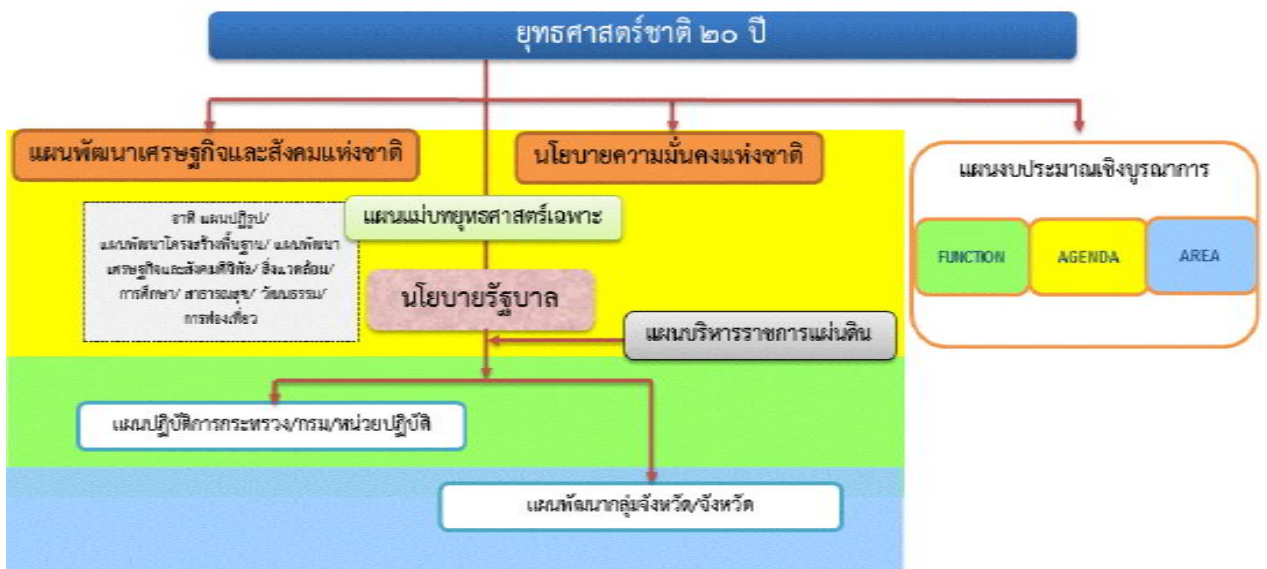 ยุทธศาสตร์ชาติ ๒๐ ปี
แผนพัฒนาเศรษฐกิจและสังคมแห่งชาติ
นโยบายความมั่นคงแห่งชาติ
แผนงบประมาณเชิงบูรณาการ
FUNCTION
AGENDA
AREA
แผนแม่บทยุทธศาสตร์เฉพาะ
อาทิ แผนปฏิรูป/
แผนพัฒนาโครงสร้างพื้นฐาน/ แผนพัฒนา
เศรษฐกิจและสังคมดิจิทัล/ สิ่งแวดล้อม/
การศึกษา/ สาธารณสุข/ วัฒนธรรม/
การท่องเที่ยว
นโยบายรัฐบาล
แผนบริหารราชการแผ่นดิน
แผนปฏิบัติการกระทรวง/กรม/หน่วยปฏิบัติ
แผนพัฒนากลุ่มจังหวัด/จังหวัด